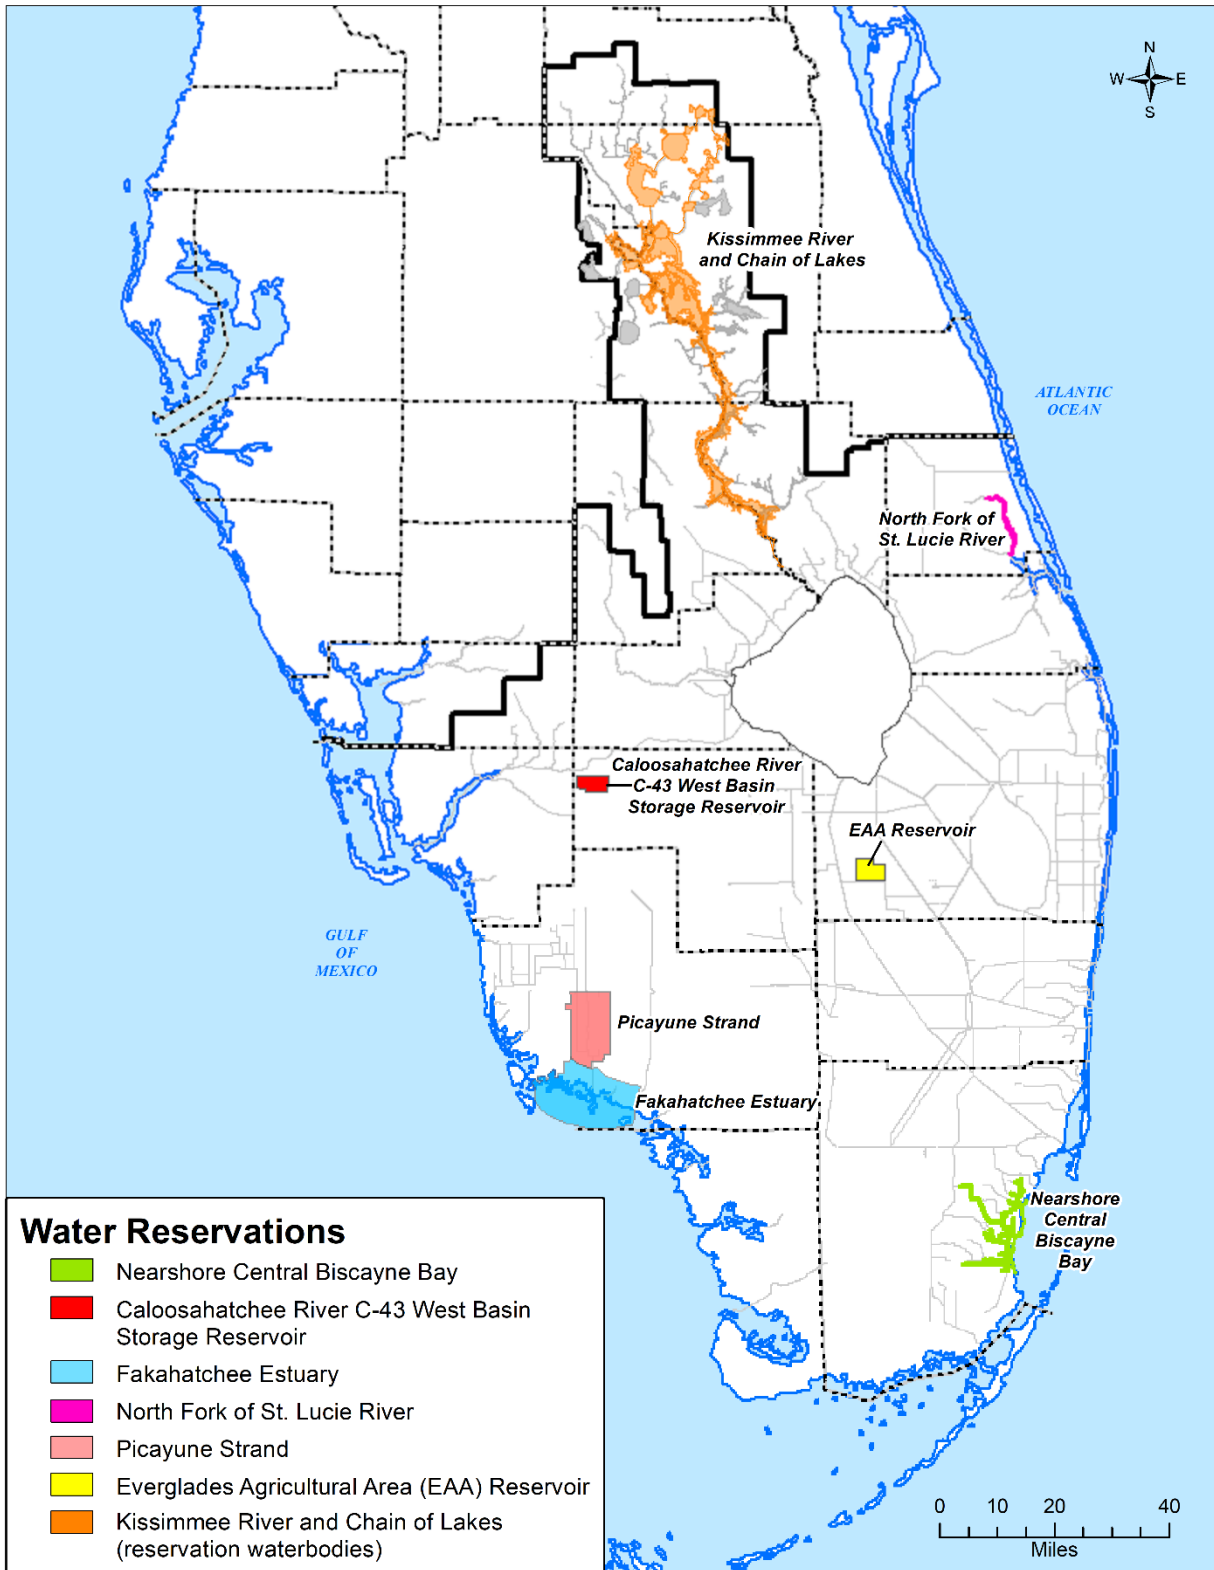 N
W
E
S
Kissimmee River
and Chain of Lakes
ATLANTIC
OCEAN
North Fork of
St. Lucie River
Caloosahatchee River
C-43 West Basin
Storage Reservoir
EAA Reservoir
GULF
OF
MEXICO
Picayune Strand
Fakahatchee Estuary
Nearshore
Central
Biscayne
Bay
Water Reservations
Nearshore Central Biscayne Bay
Caloosahatchee River C-43 West Basin
Storage Reservoir
Fakahatchee Estuary
North Fork of St. Lucie River
Picayune Strand
Everglades Agricultural Area (EAA) Reservoir
Kissimmee River and Chain of Lakes
(reservation waterbodies)
0 10 20 40
Miles